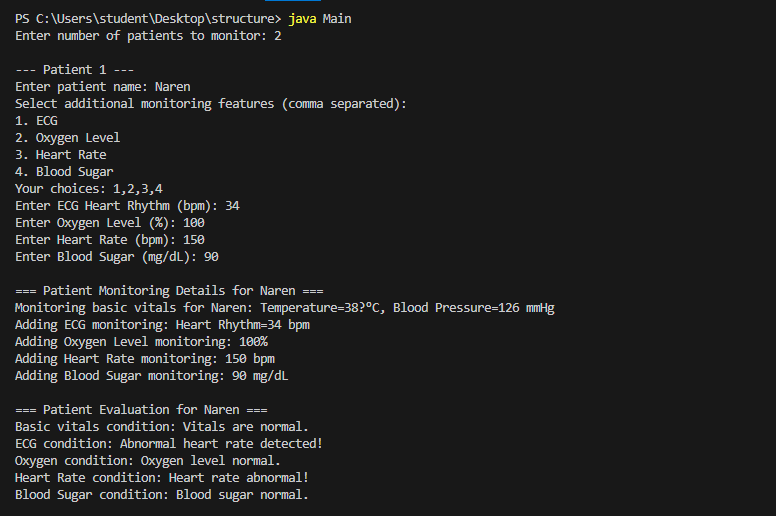 PS C:\Users\student\Desktop\structure> java Main
Enter number of patients to monitor: 2
--- Patient 1 ---
Enter patient name: Naren
Select additional monitoring features (comma separated):
1. ECG
2. Oxygen Level
3. Heart Rate
4. Blood Sugar
Your choices: 1,2,3,4
Enter ECG Heart Rhythm (bpm): 34
Enter Oxygen Level (%): 100
Enter Heart Rate (bpm): 150
Enter Blood Sugar (mg/dL): 90
=== Patient Monitoring Details for Naren ===
Monitoring basic vitals for Naren: Temperature=38?°C, Blood Pressure=126 mmHg
Adding ECG monitoring: Heart Rhythm=34 bpm
Adding Oxygen Level monitoring: 100%
Adding Heart Rate monitoring: 150 bpm
Adding Blood Sugar monitoring: 90 mg/dL
=== Patient Evaluation for Naren ===
Basic vitals condition: Vitals are normal.
ECG condition: Abnormal heart rate detected!
Oxygen condition: Oxygen level normal.
Heart Rate condition: Heart rate abnormal!
Blood Sugar condition: Blood sugar normal.